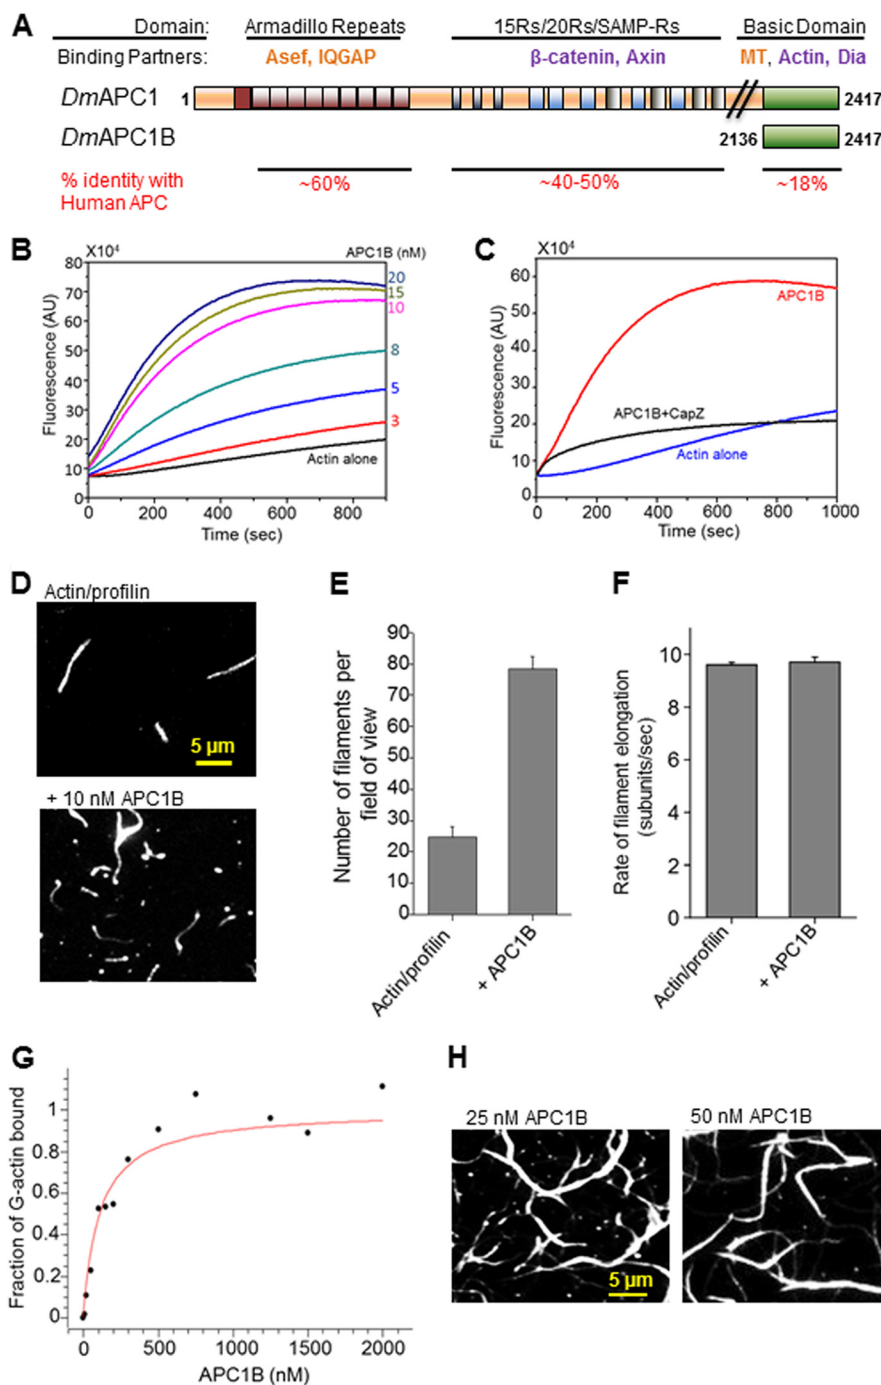 A
Domain: Armadillo Repeats 15Rs/20Rs/SAMP-Rs Basic Domain
Binding Partners: Asef, IQGAP β-catenin, Axin MT, Actin, Dia
DmAPC1 1 2417
DmAPC1B 2136 2417
% identity with Human APC ~60% ~40-50% ~18%
B
X10⁴
APC1B (nM)
80
70
60
50
40
30
20
10
0
Fluorescence (AU)
20
15
10
8
5
3
Actin alone
0 200 400 600 800
Time (sec)
C
X10⁴
60
50
40
30
20
10
0
Fluorescence (AU)
APC1B
APC1B+CapZ
Actin alone
0 200 400 600 800 1000
Time (sec)
D
Actin/profilin
5 µm
+ 10 nM APC1B
E
90
80
70
60
50
40
30
20
10
0
Number of filaments per
field of view
Actin/profilin
+ APC1B
F
10
8
6
4
2
0
Rate of filament elongation
(subunits/sec)
Actin/profilin
+ APC1B
G
1
0.8
0.6
0.4
0.2
0
Fraction of G-actin bound
0 500 1000 1500 2000
APC1B (nM)
H
25 nM APC1B
50 nM APC1B
5 µm